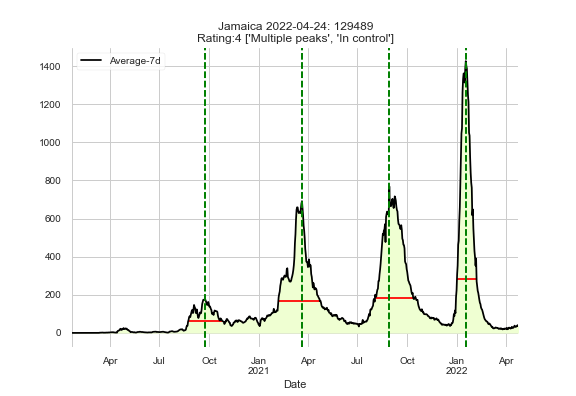 Jamaica 2022-04-24: 129489
Rating:4 ['Multiple peaks', 'In control']
Average-7d
1400
1200
1000
800
600
400
200
0
Apr Jul Oct Jan Apr Jul Oct Jan Apr
2021 2022
Date